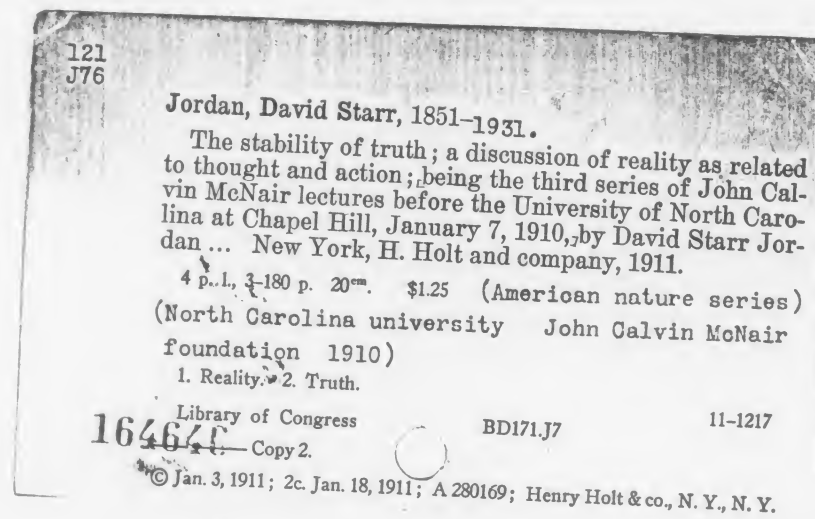 121
J76
Jordan, David Starr, 1851-1931.
The stability of truth; a discussion of reality as related
to thought and action; being the third series of John Cal-
vin McNair lectures before the University of North Caro-
lina at Chapel Hill, January 7, 1910, by David Starr Jor-
dan ... New York, H. Holt and company, 1911.
4 p. l., 3-180 p. 20cm. $1.25 (American nature series)
(North Carolina university John Calvin McNair
foundation 1910)
1. Reality. 2. Truth.
Library of Congress BD171.J7 11-1217
Copy 2.
© Jan. 3, 1911; 2c. Jan. 18, 1911; A 280169; Henry Holt & co., N. Y., N. Y.